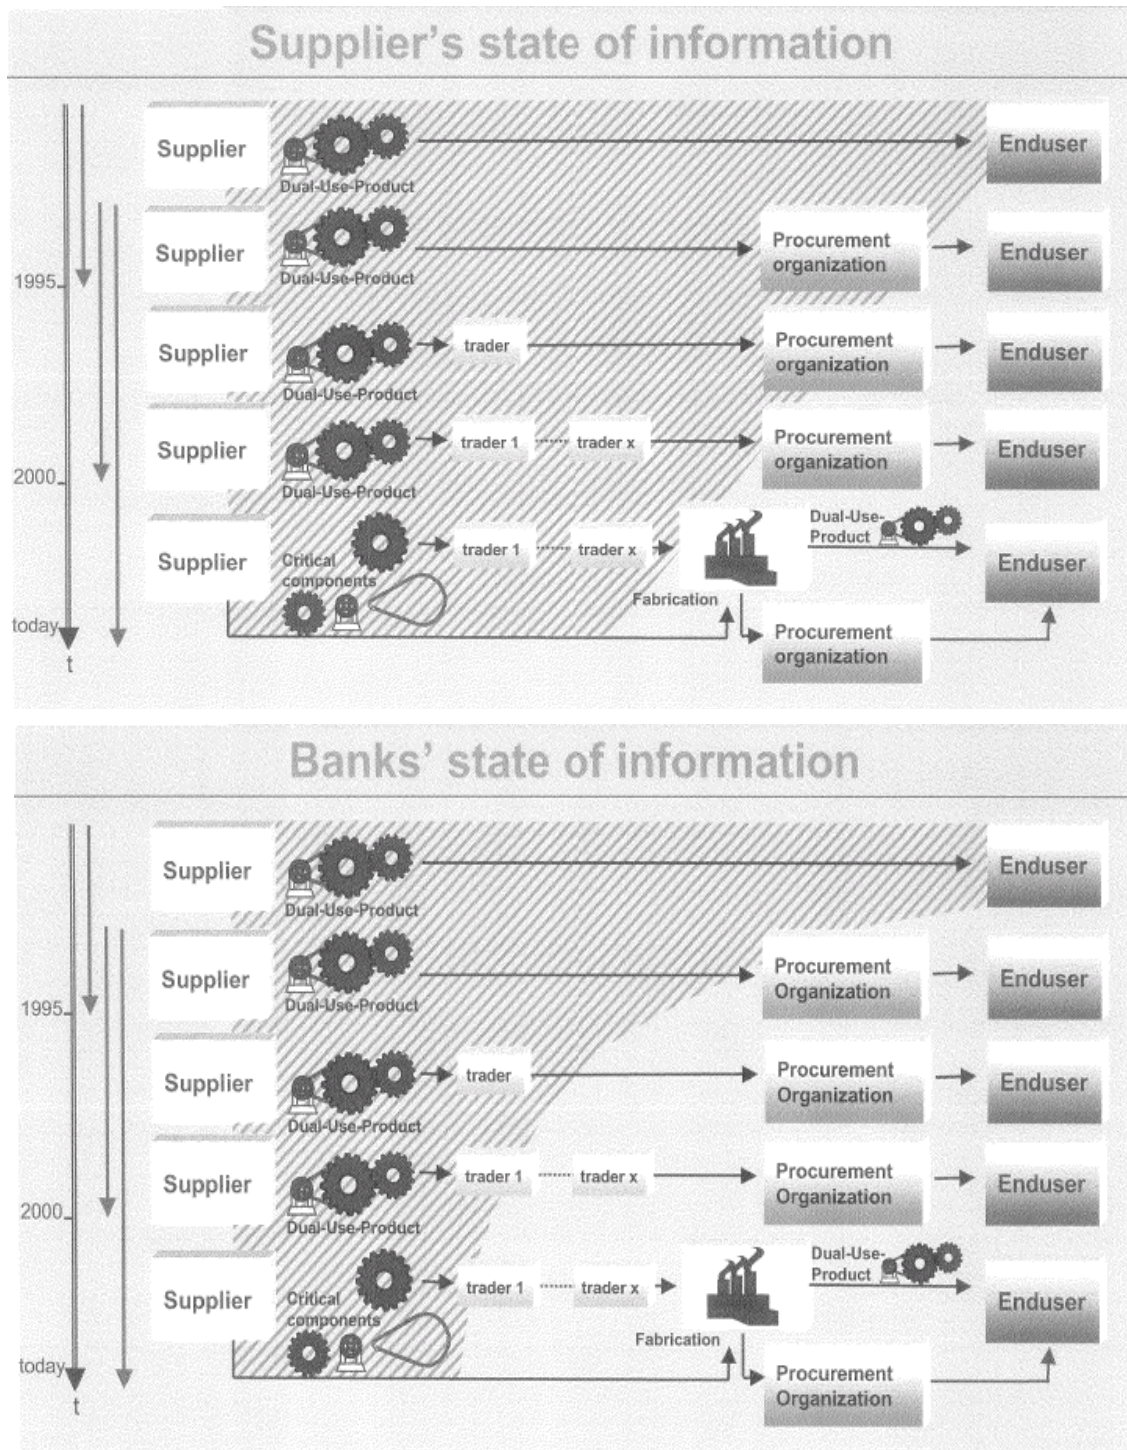 Supplier's state of information
Supplier
Dual-Use-Product
Enduser
Supplier
Dual-Use-Product
Procurement
organization
Enduser
1995
Supplier
Dual-Use-Product
trader
Procurement
organization
Enduser
Supplier
Dual-Use-Product
trader 1
trader x
Procurement
organization
Enduser
2000
Supplier
Critical
components
trader 1
trader x
Fabrication
Dual-Use-
Product
Enduser
today
t
Procurement
organization
Banks' state of information
Supplier
Dual-Use-Product
Enduser
Supplier
Dual-Use-Product
Procurement
Organization
Enduser
1995
Supplier
Dual-Use-Product
trader
Procurement
Organization
Enduser
Supplier
Dual-Use-Product
trader 1
trader x
Procurement
Organization
Enduser
2000
Supplier
Critical
components
trader 1
trader x
Fabrication
Dual-Use-
Product
Enduser
today
t
Procurement
Organization